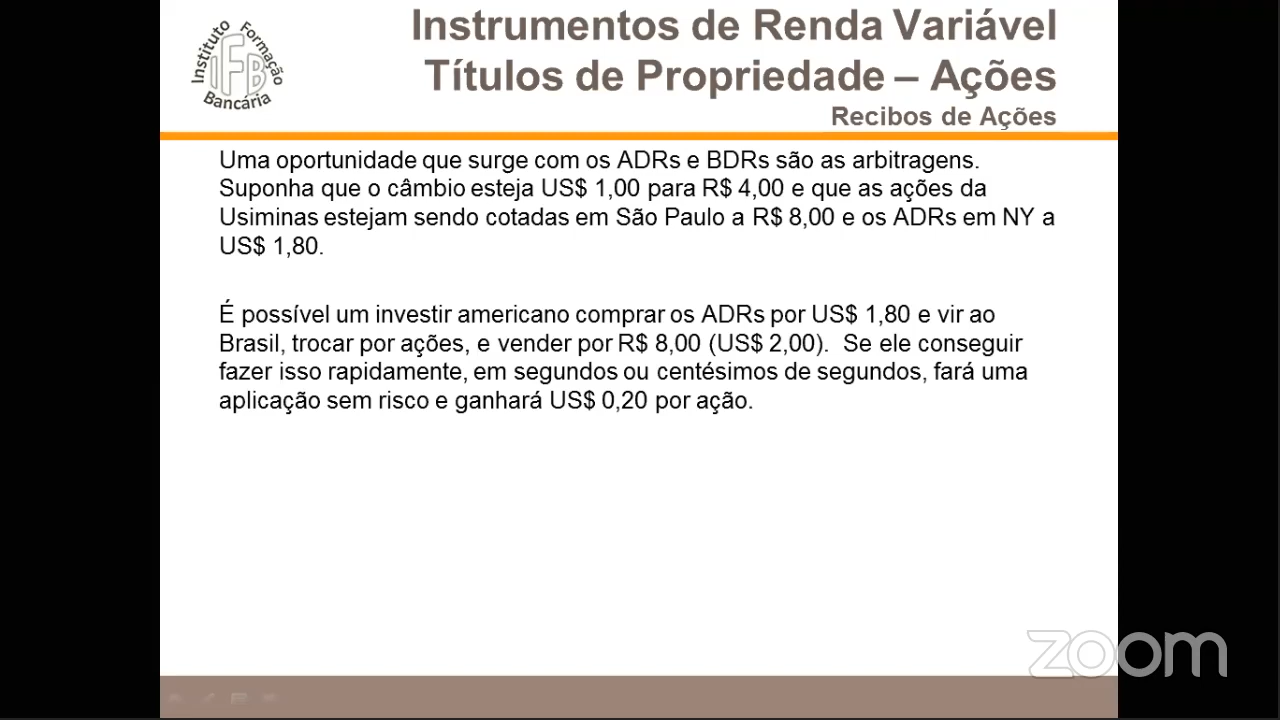 Instituto Formação
IFB
Bancária
Instrumentos de Renda Variável
Títulos de Propriedade – Ações
Recibos de Ações
Uma oportunidade que surge com os ADRs e BDRs são as arbitragens.
Suponha que o câmbio esteja US$ 1,00 para R$ 4,00 e que as ações da
Usiminas estejam sendo cotadas em São Paulo a R$ 8,00 e os ADRs em NY a
US$ 1,80.
É possível um investir americano comprar os ADRs por US$ 1,80 e vir ao
Brasil, trocar por ações, e vender por R$ 8,00 (US$ 2,00). Se ele conseguir
fazer isso rapidamente, em segundos ou centésimos de segundos, fará uma
aplicação sem risco e ganhará US$ 0,20 por ação.
zoom